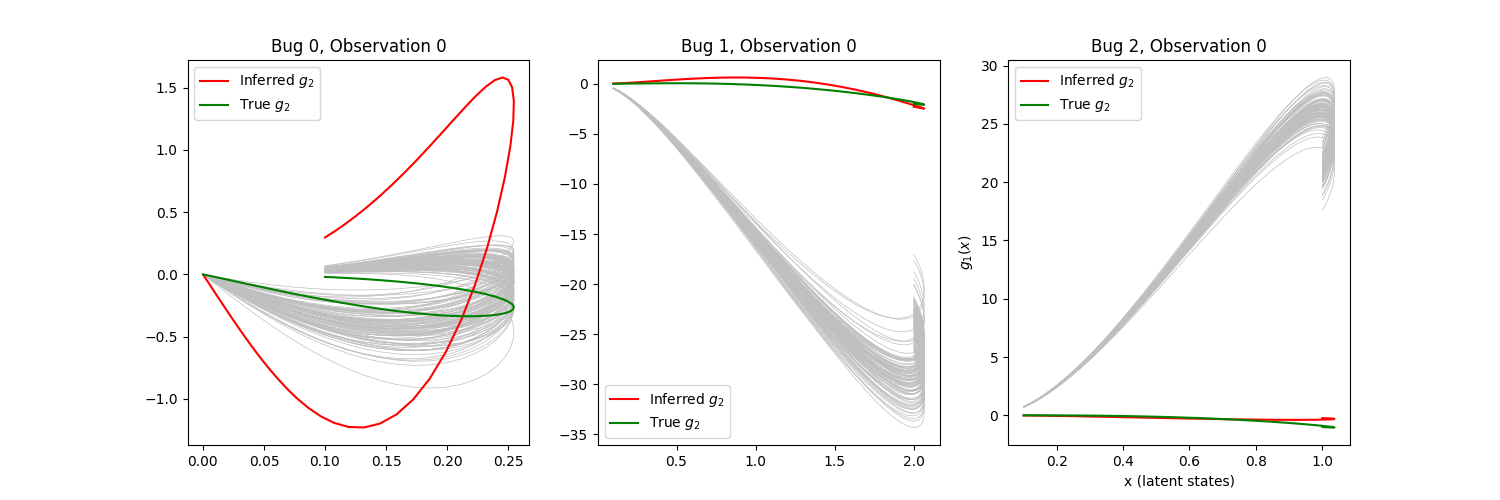 Bug 0, Observation 0
Inferred g₂
True g₂
1.5
1.0
0.5
0.0
−0.5
−1.0
0.00 0.05 0.10 0.15 0.20 0.25
Bug 1, Observation 0
0
−5
−10
−15
−20
−25
−30
−35
Inferred g₂
True g₂
0.5 1.0 1.5 2.0
Bug 2, Observation 0
Inferred g₂
True g₂
g₁(x)
30
25
20
15
10
5
0
0.2 0.4 0.6 0.8 1.0
x (latent states)